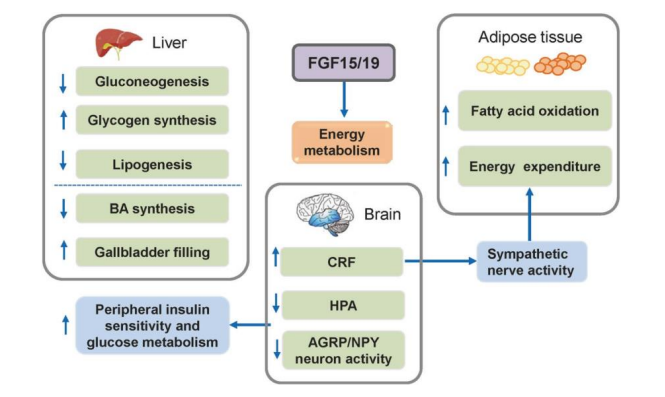 Liver
Gluconeogenesis
Glycogen synthesis
Lipogenesis
BA synthesis
Gallbladder filling
FGF15/19
Energy
metabolism
Adipose tissue
Fatty acid oxidation
Energy expenditure
Brain
CRF
HPA
AGRP/NPY
neuron activity
Sympathetic
nerve activity
Peripheral insulin
sensitivity and
glucose metabolism